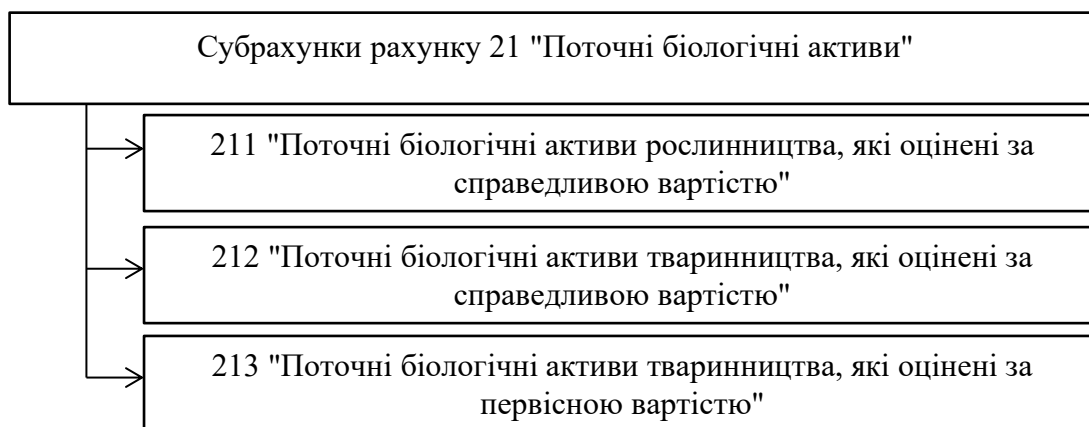 Субрахунки рахунку 21 "Поточні біологічні активи"
211 "Поточні біологічні активи рослинництва, які оцінені за
справедливою вартістю"
212 "Поточні біологічні активи тваринництва, які оцінені за
справедливою вартістю"
213 "Поточні біологічні активи тваринництва, які оцінені за
первісною вартістю"